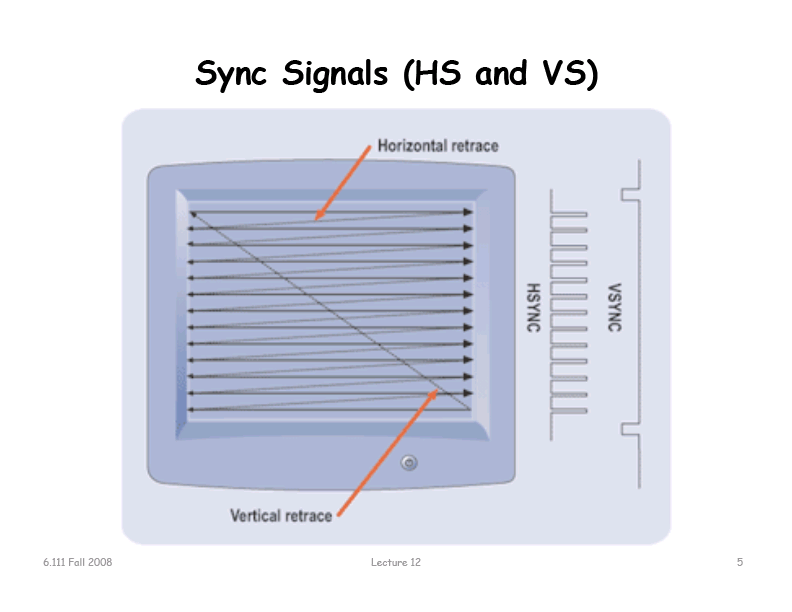 Sync Signals (HS and VS)
Horizontal retrace
HSYNC
VSYNC
Vertical retrace
6.111 Fall 2008
Lecture 12
5